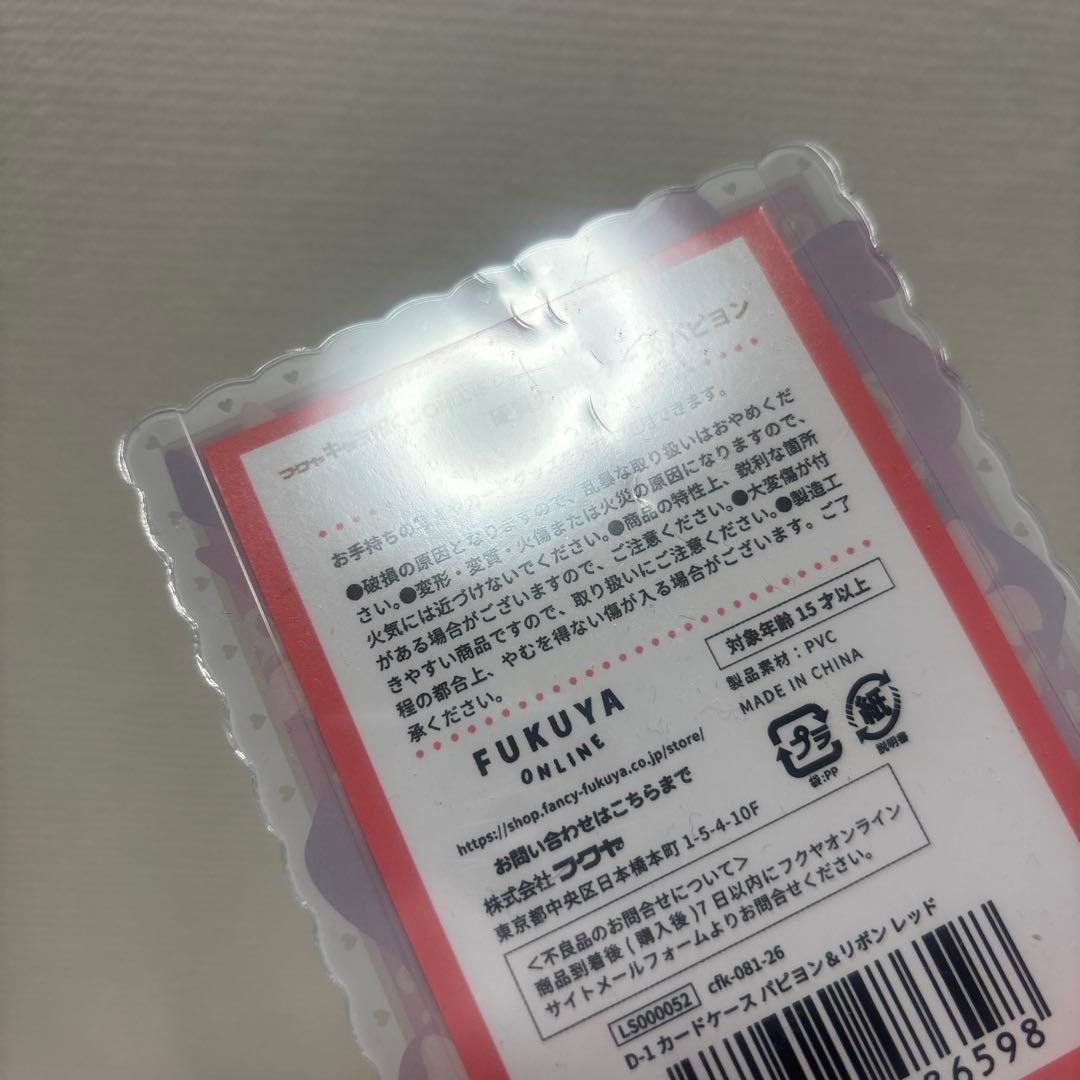 フクヤキ
パピヨン
お手持ちの できます。
●破損の原因となりますので、乱暴な取り扱いはおやめくだ
さい。●変形・変質・火傷または火災の原因になりますので、
火気には近づけないでください。●商品の特性上、鋭利な箇所
がある場合がございますので、ご注意ください。●大変傷が付
きやすい商品ですので、取り扱いにご注意ください。●製造工
程の都合上、やむを得ない傷が入る場合がございます。ご了
承ください。
対象年齢 15 才以上
製品素材：PVC
MADE IN CHINA
プラ
袋:PP
紙
説明書
FUKUYA
ONLINE
https://shop.fancy-fukuya.co.jp/store/
お問い合わせはこちらまで
株式会社フクヤ
東京都中央区日本橋本町 1-5-4-10F
＜不良品のお問合せについて＞
商品到着後 ( 購入後 )7 日以内にフクヤオンライン
サイトメールフォームよりお問合せください。
LS000052 cfk-081-26
D-1 カードケース パピヨン＆リボン レッド
6598